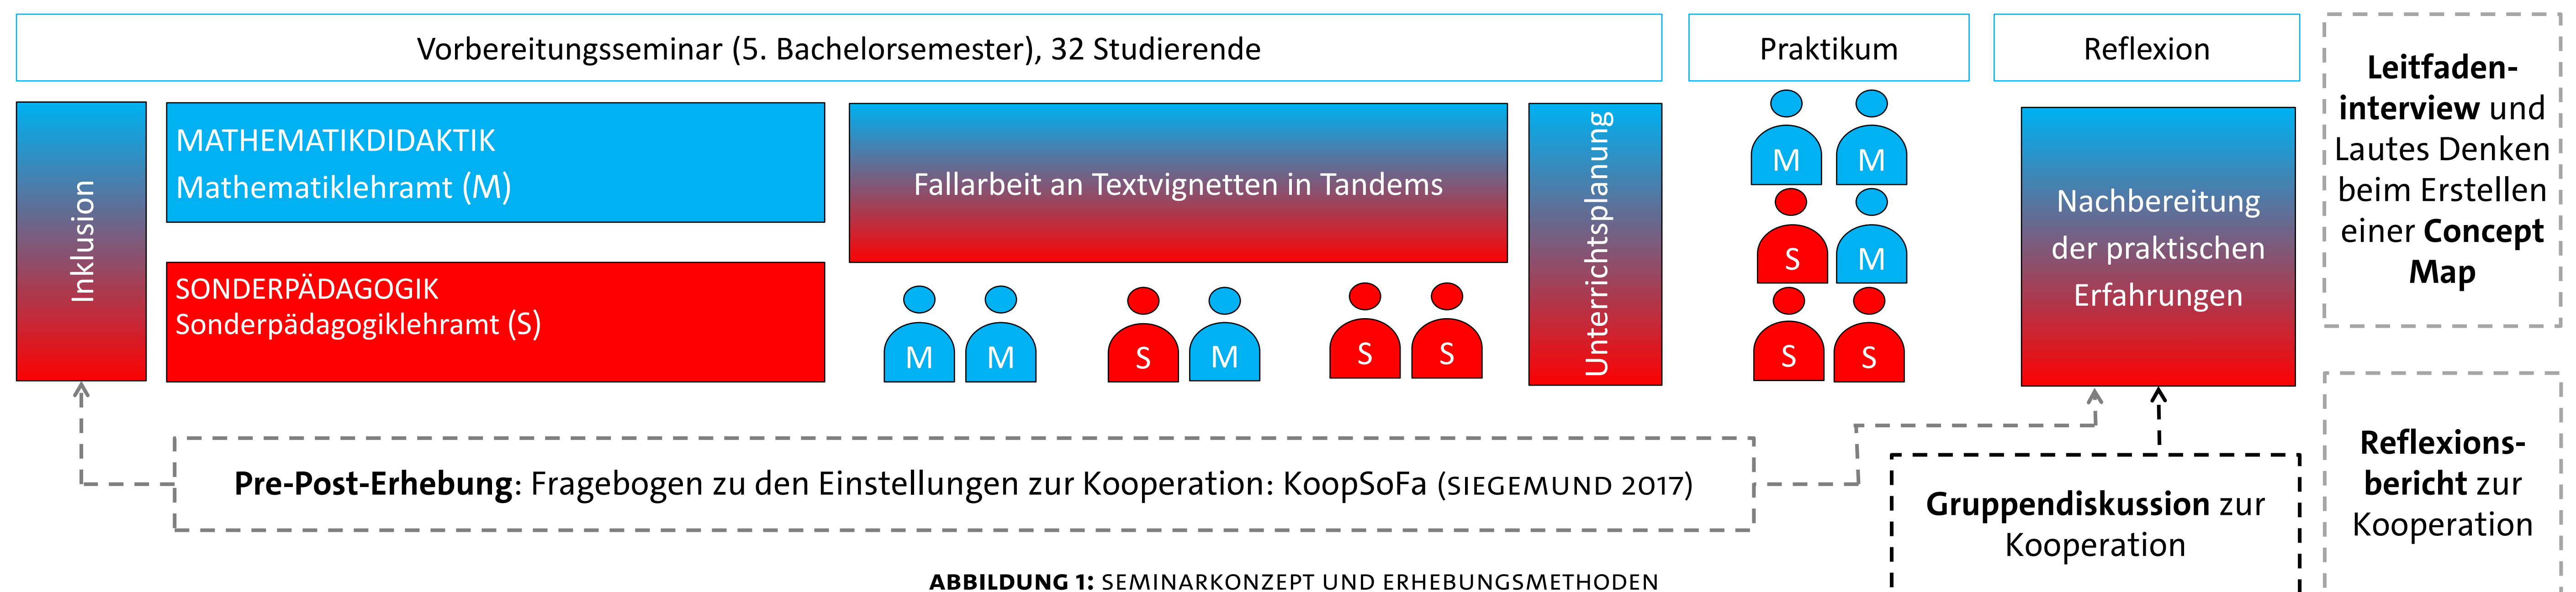 Vorbereitungsseminar (5. Bachelorsemester), 32 Studierende
Praktikum
Reflexion
Inklusion
MATHEMATIKDIDAKTIK
Mathematiklehramt (M)
SONDERPÄDAGOGIK
Sonderpädagogiklehramt (S)
Fallarbeit an Textvignetten in Tandems
M M S M S S
Unterrichtsplanung
M M
S M
S S
Nachbereitung
der praktischen
Erfahrungen
Leitfaden-
interview und
Lautes Denken
beim Erstellen
einer Concept
Map
Pre-Post-Erhebung: Fragebogen zu den Einstellungen zur Kooperation: KoopSoFa (SIEGEMUND 2017)
Gruppendiskussion zur
Kooperation
Reflexions-
bericht zur
Kooperation
ABBILDUNG 1: SEMINARKONZEPT UND ERHEBUNGSMETHODEN